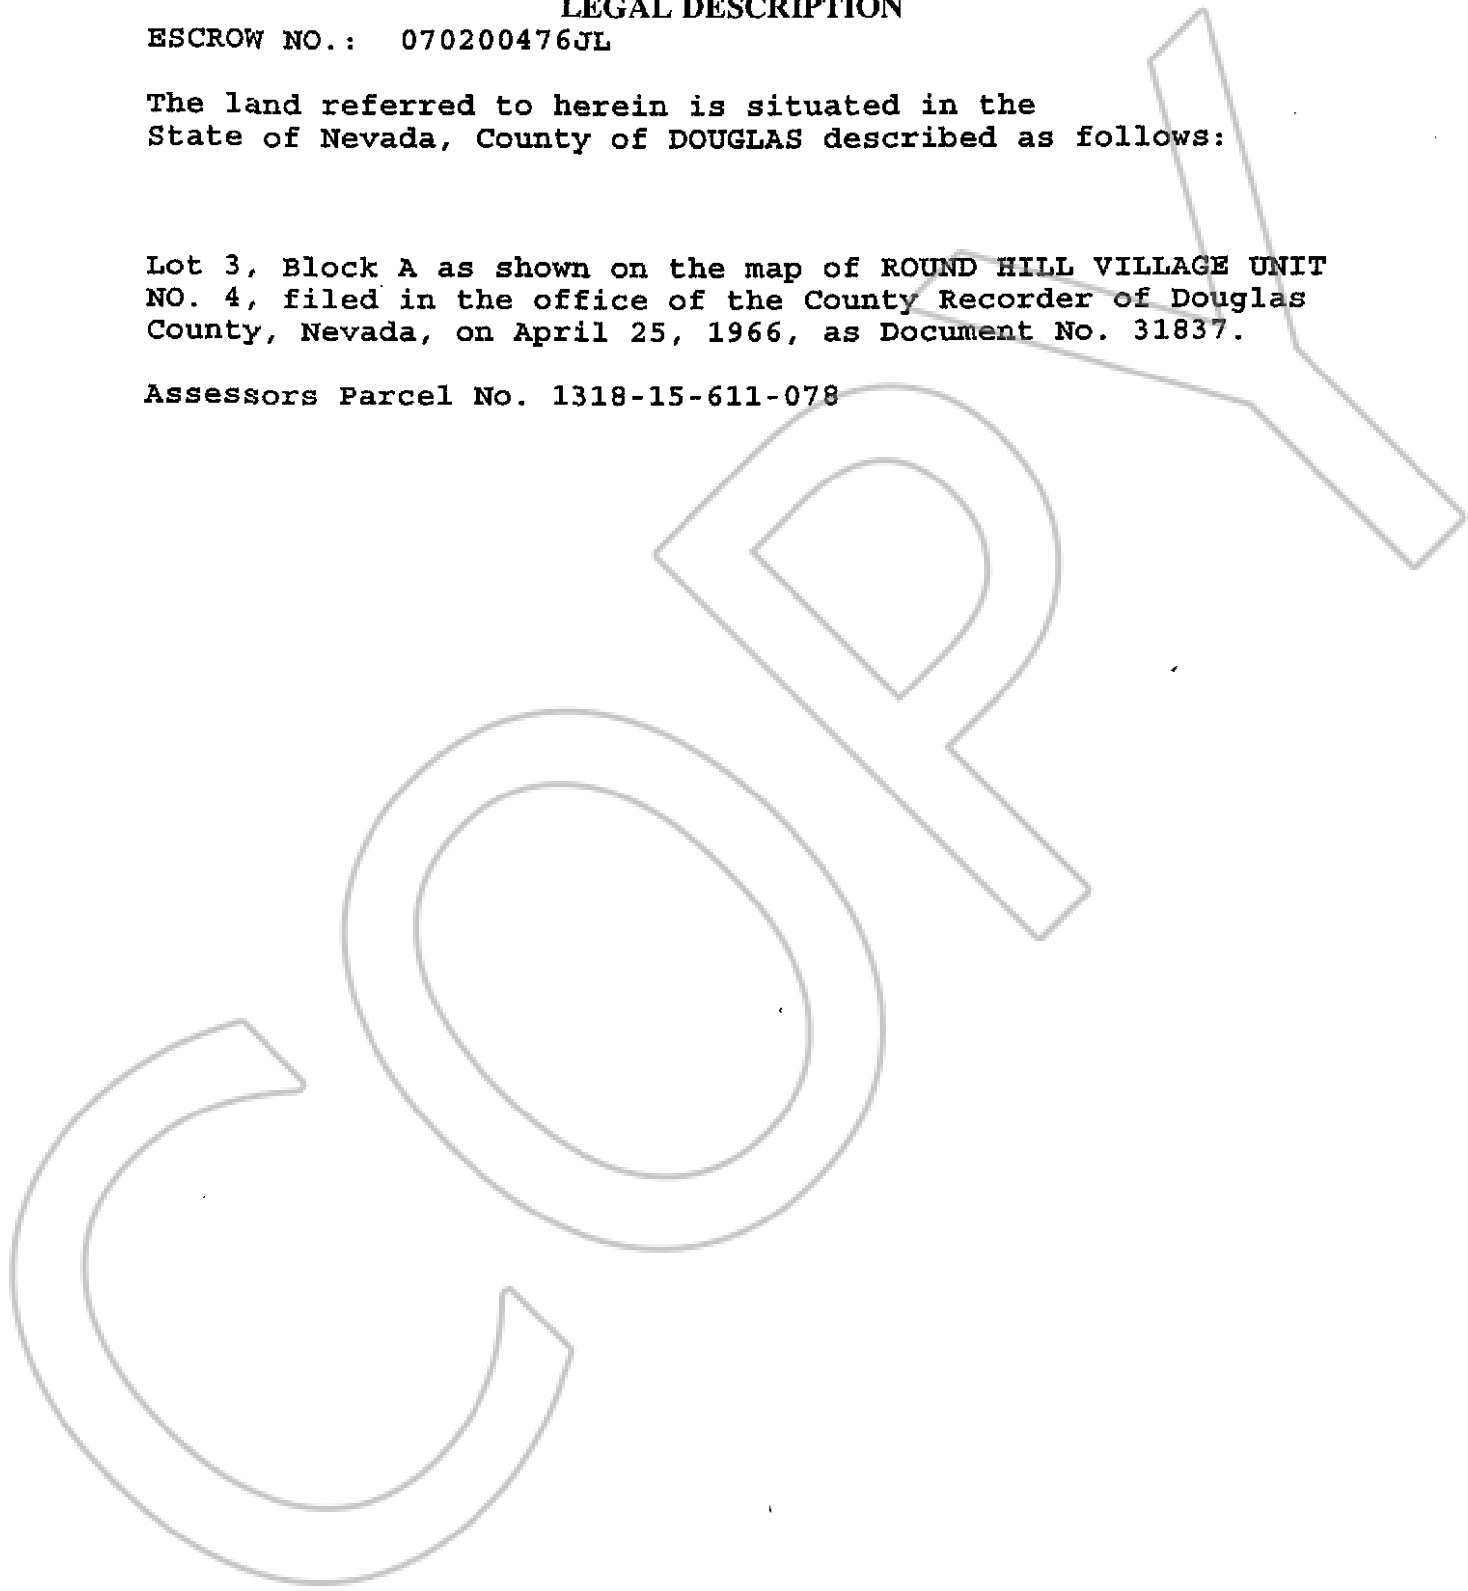 LEGAL DESCRIPTION
ESCROW NO.: 070200476JL
The land referred to herein is situated in the
State of Nevada, County of DOUGLAS described as follows:
Lot 3, Block A as shown on the map of ROUND HILL VILLAGE UNIT
NO. 4, filed in the office of the County Recorder of Douglas
County, Nevada, on April 25, 1966, as Document No. 31837.
Assessors Parcel No. 1318-15-611-078
COPY